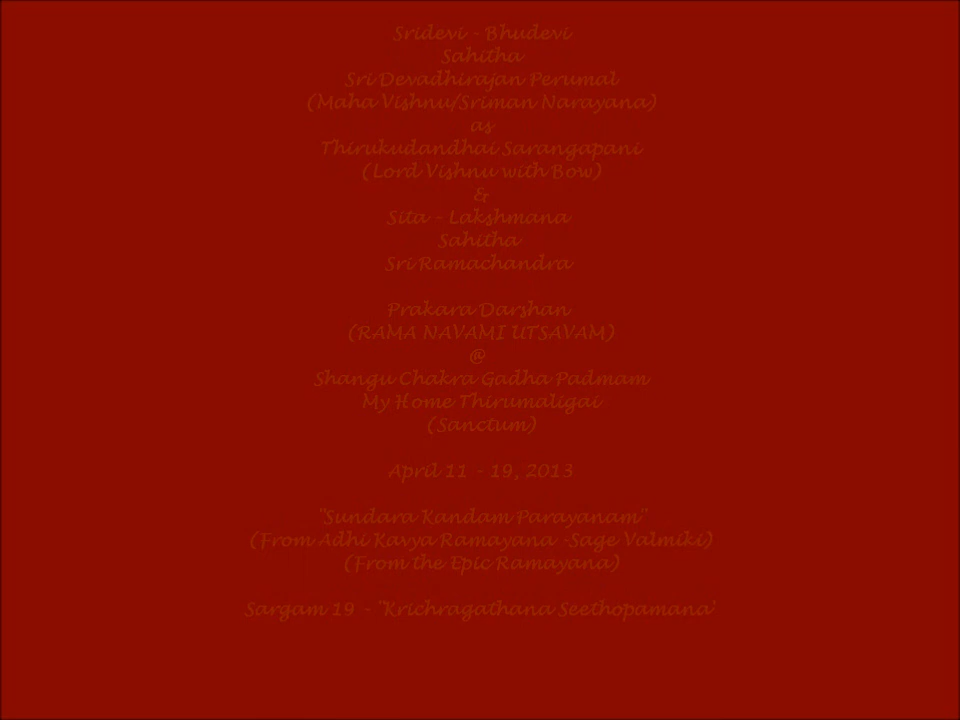 Sridevi - Bhudevi
Sahitha
Sri Devadhirajan Perumal
(Maha Vishnu/Sriman Narayana)
as
Thirukudandhai Sarangapani
(Lord Vishnu with Bow)
&
Sita - Lakshmana
Sahitha
Sri Ramachandra
Prakara Darshan
(RAMA NAVAMI UTSAVAM)
@
Shangu Chakra Gadha Padmam
My Home Thirumaligai
(Sanctum)
April 11 - 19, 2013
"Sundara Kandam Parayanam"
(From Adhi Kavya Ramayana -Sage Valmiki)
(From the Epic Ramayana)
Sargam 19 - "Krichragathana Seethopamana'